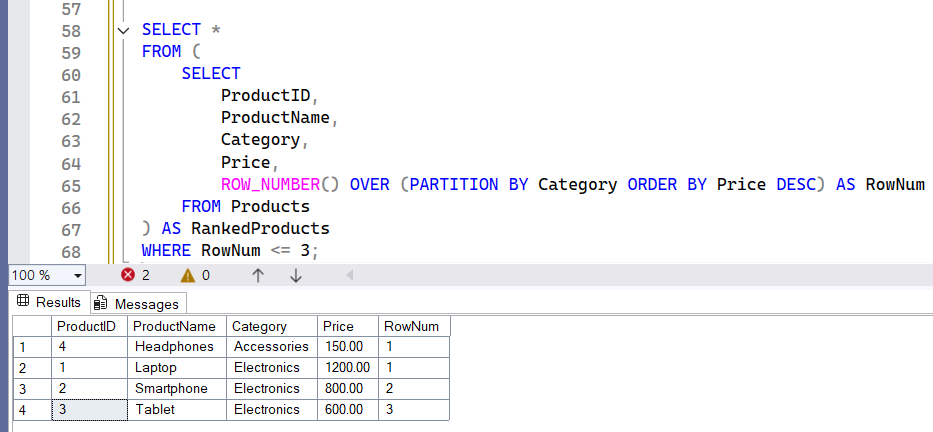 57
58 SELECT *
59 FROM (
60 SELECT
61 ProductID,
62 ProductName,
63 Category,
64 Price,
65 ROW_NUMBER() OVER (PARTITION BY Category ORDER BY Price DESC) AS RowNum
66 FROM Products
67 ) AS RankedProducts
68 WHERE RowNum <= 3;
100 % 2 0
Results Messages
ProductID ProductName Category Price RowNum
1 4 Headphones Accessories 150.00 1
2 1 Laptop Electronics 1200.00 1
3 2 Smartphone Electronics 800.00 2
4 3 Tablet Electronics 600.00 3